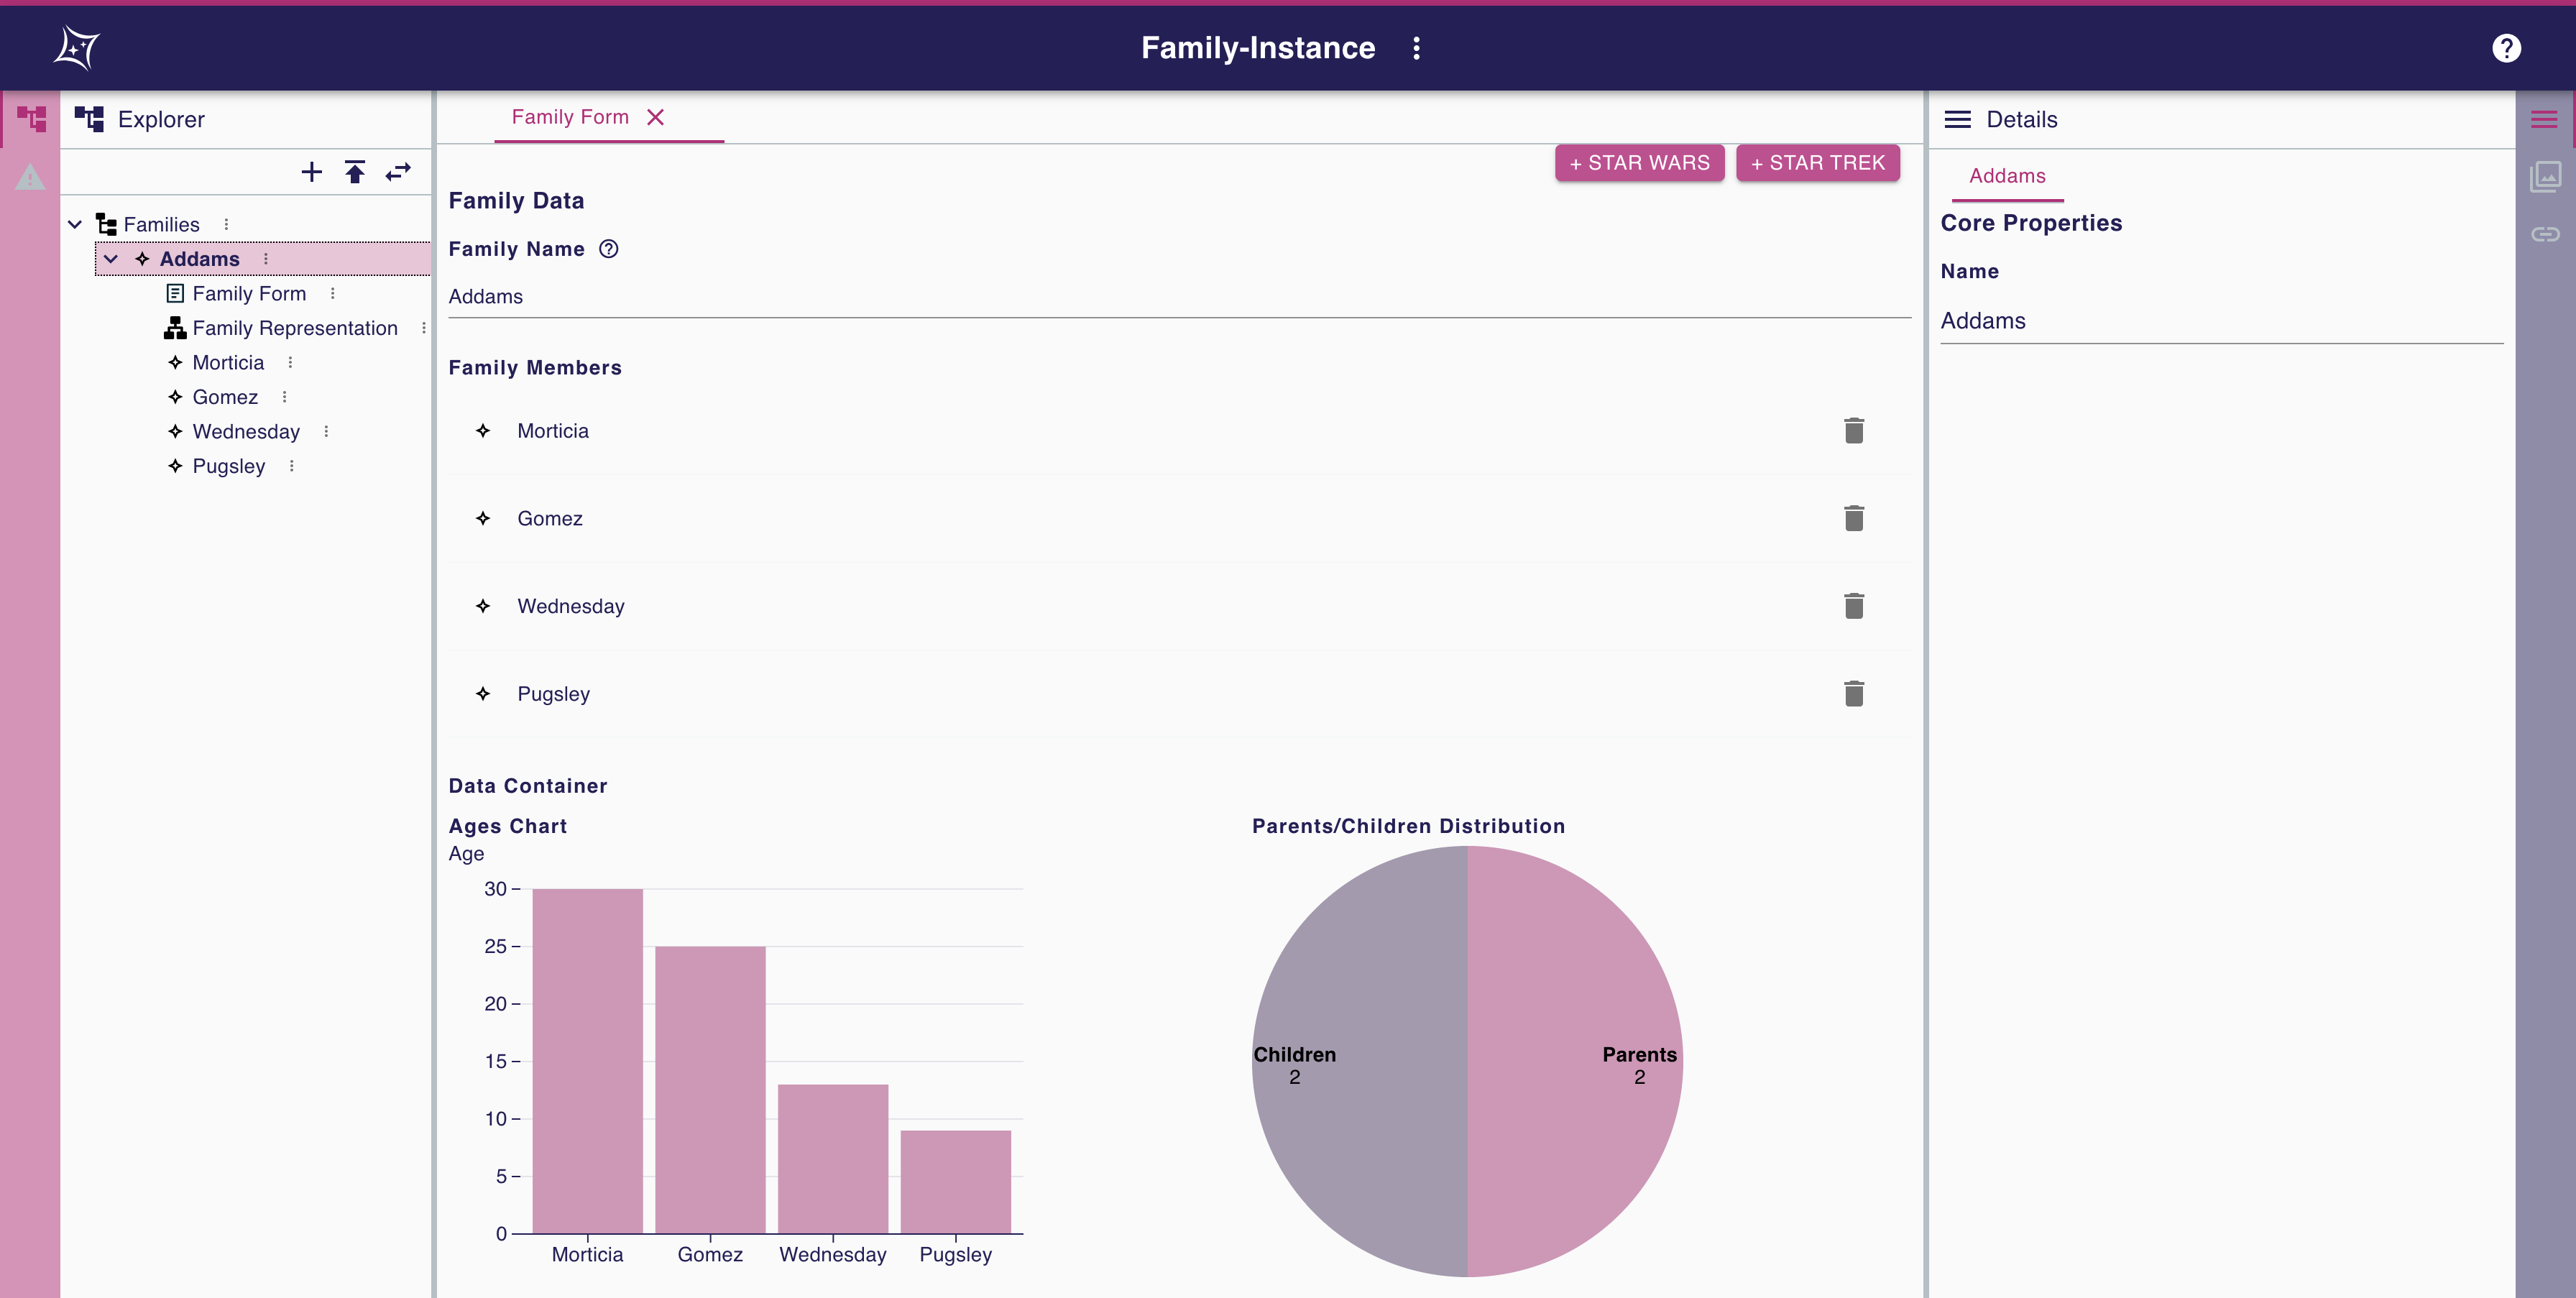 Family-Instance
Explorer
Families
Addams
Family Form
Family Representation
Morticia
Gomez
Wednesday
Pugsley
Family Form
+ STAR WARS
+ STAR TREK
Family Data
Family Name
Addams
Family Members
Morticia
Gomez
Wednesday
Pugsley
Data Container
Ages Chart
Age
30
25
20
15
10
5
0
Morticia Gomez Wednesday Pugsley
Parents/Children Distribution
Children
2
Parents
2
Details
Addams
Core Properties
Name
Addams